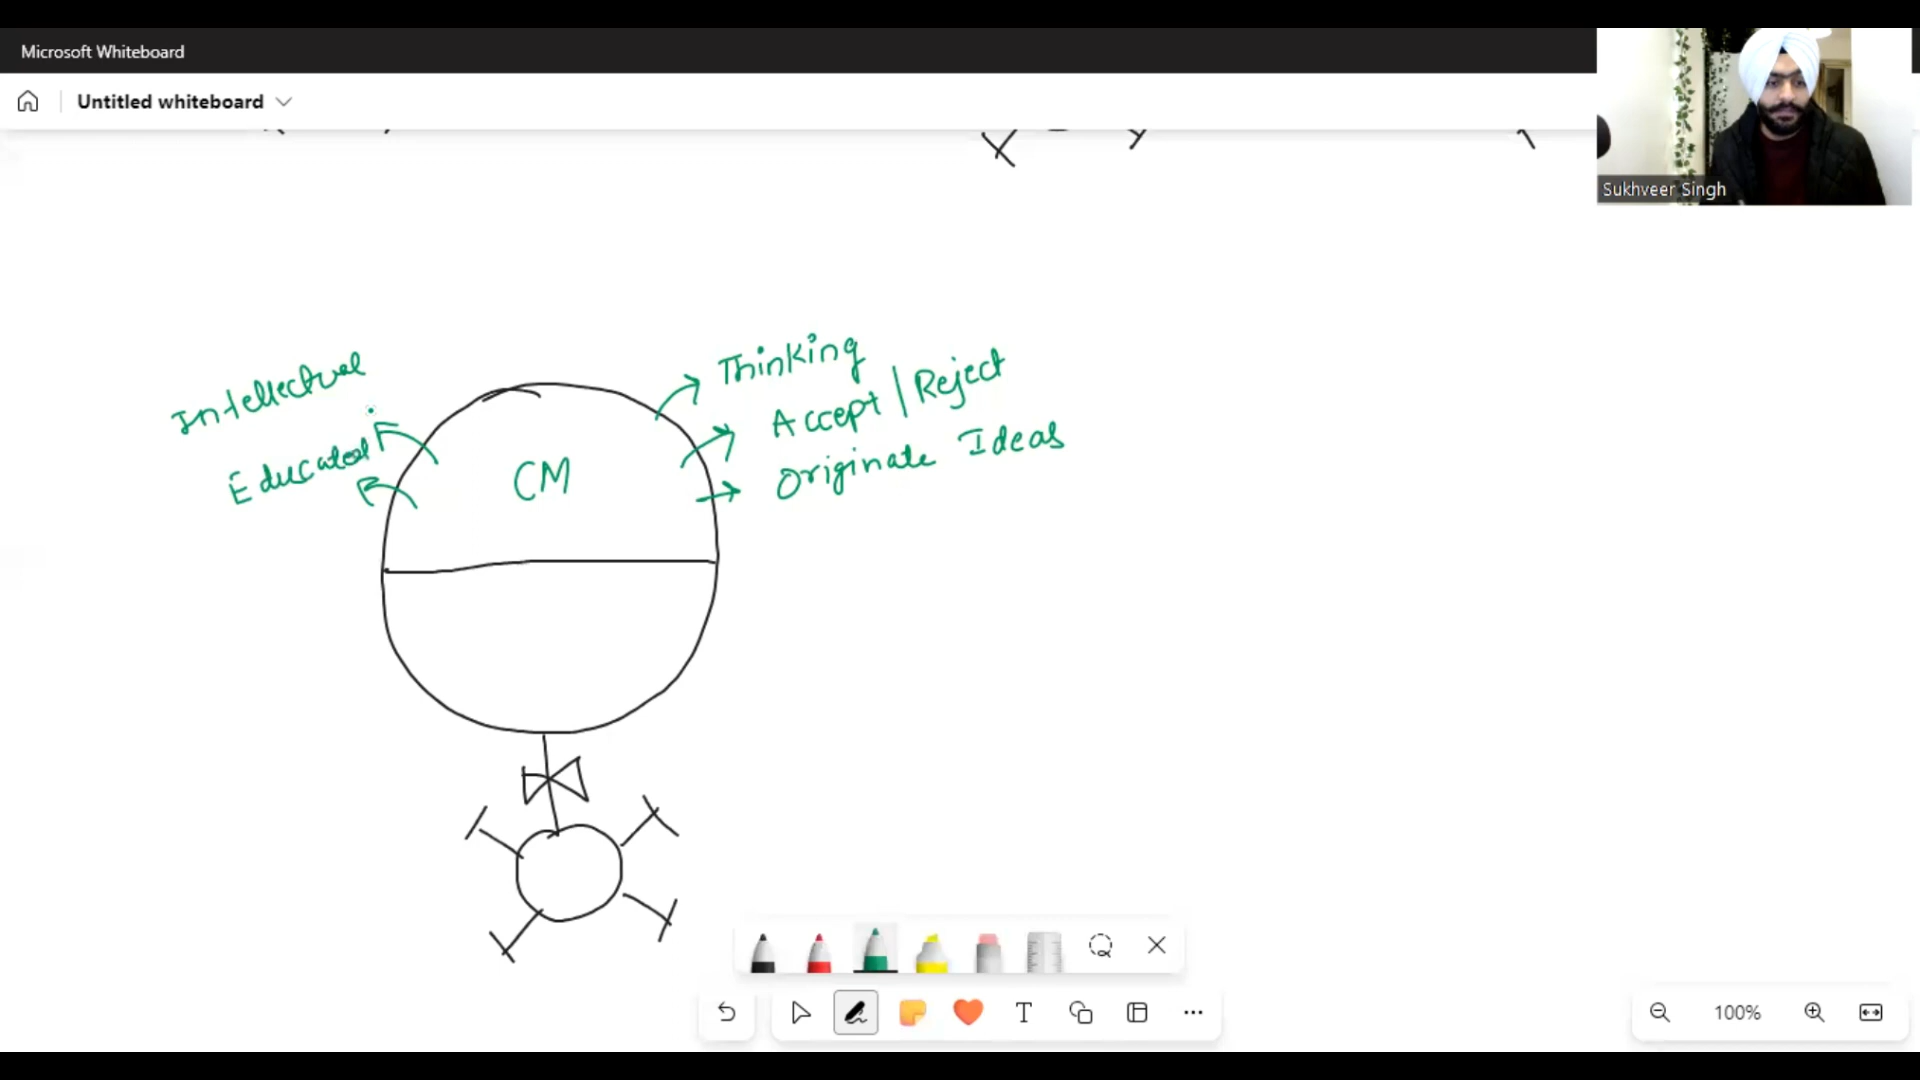 Microsoft Whiteboard
Untitled whiteboard
Sukhveer Singh
Intellectual
Educated
CM
Thinking
Accept | Reject
Originate Ideas
100%